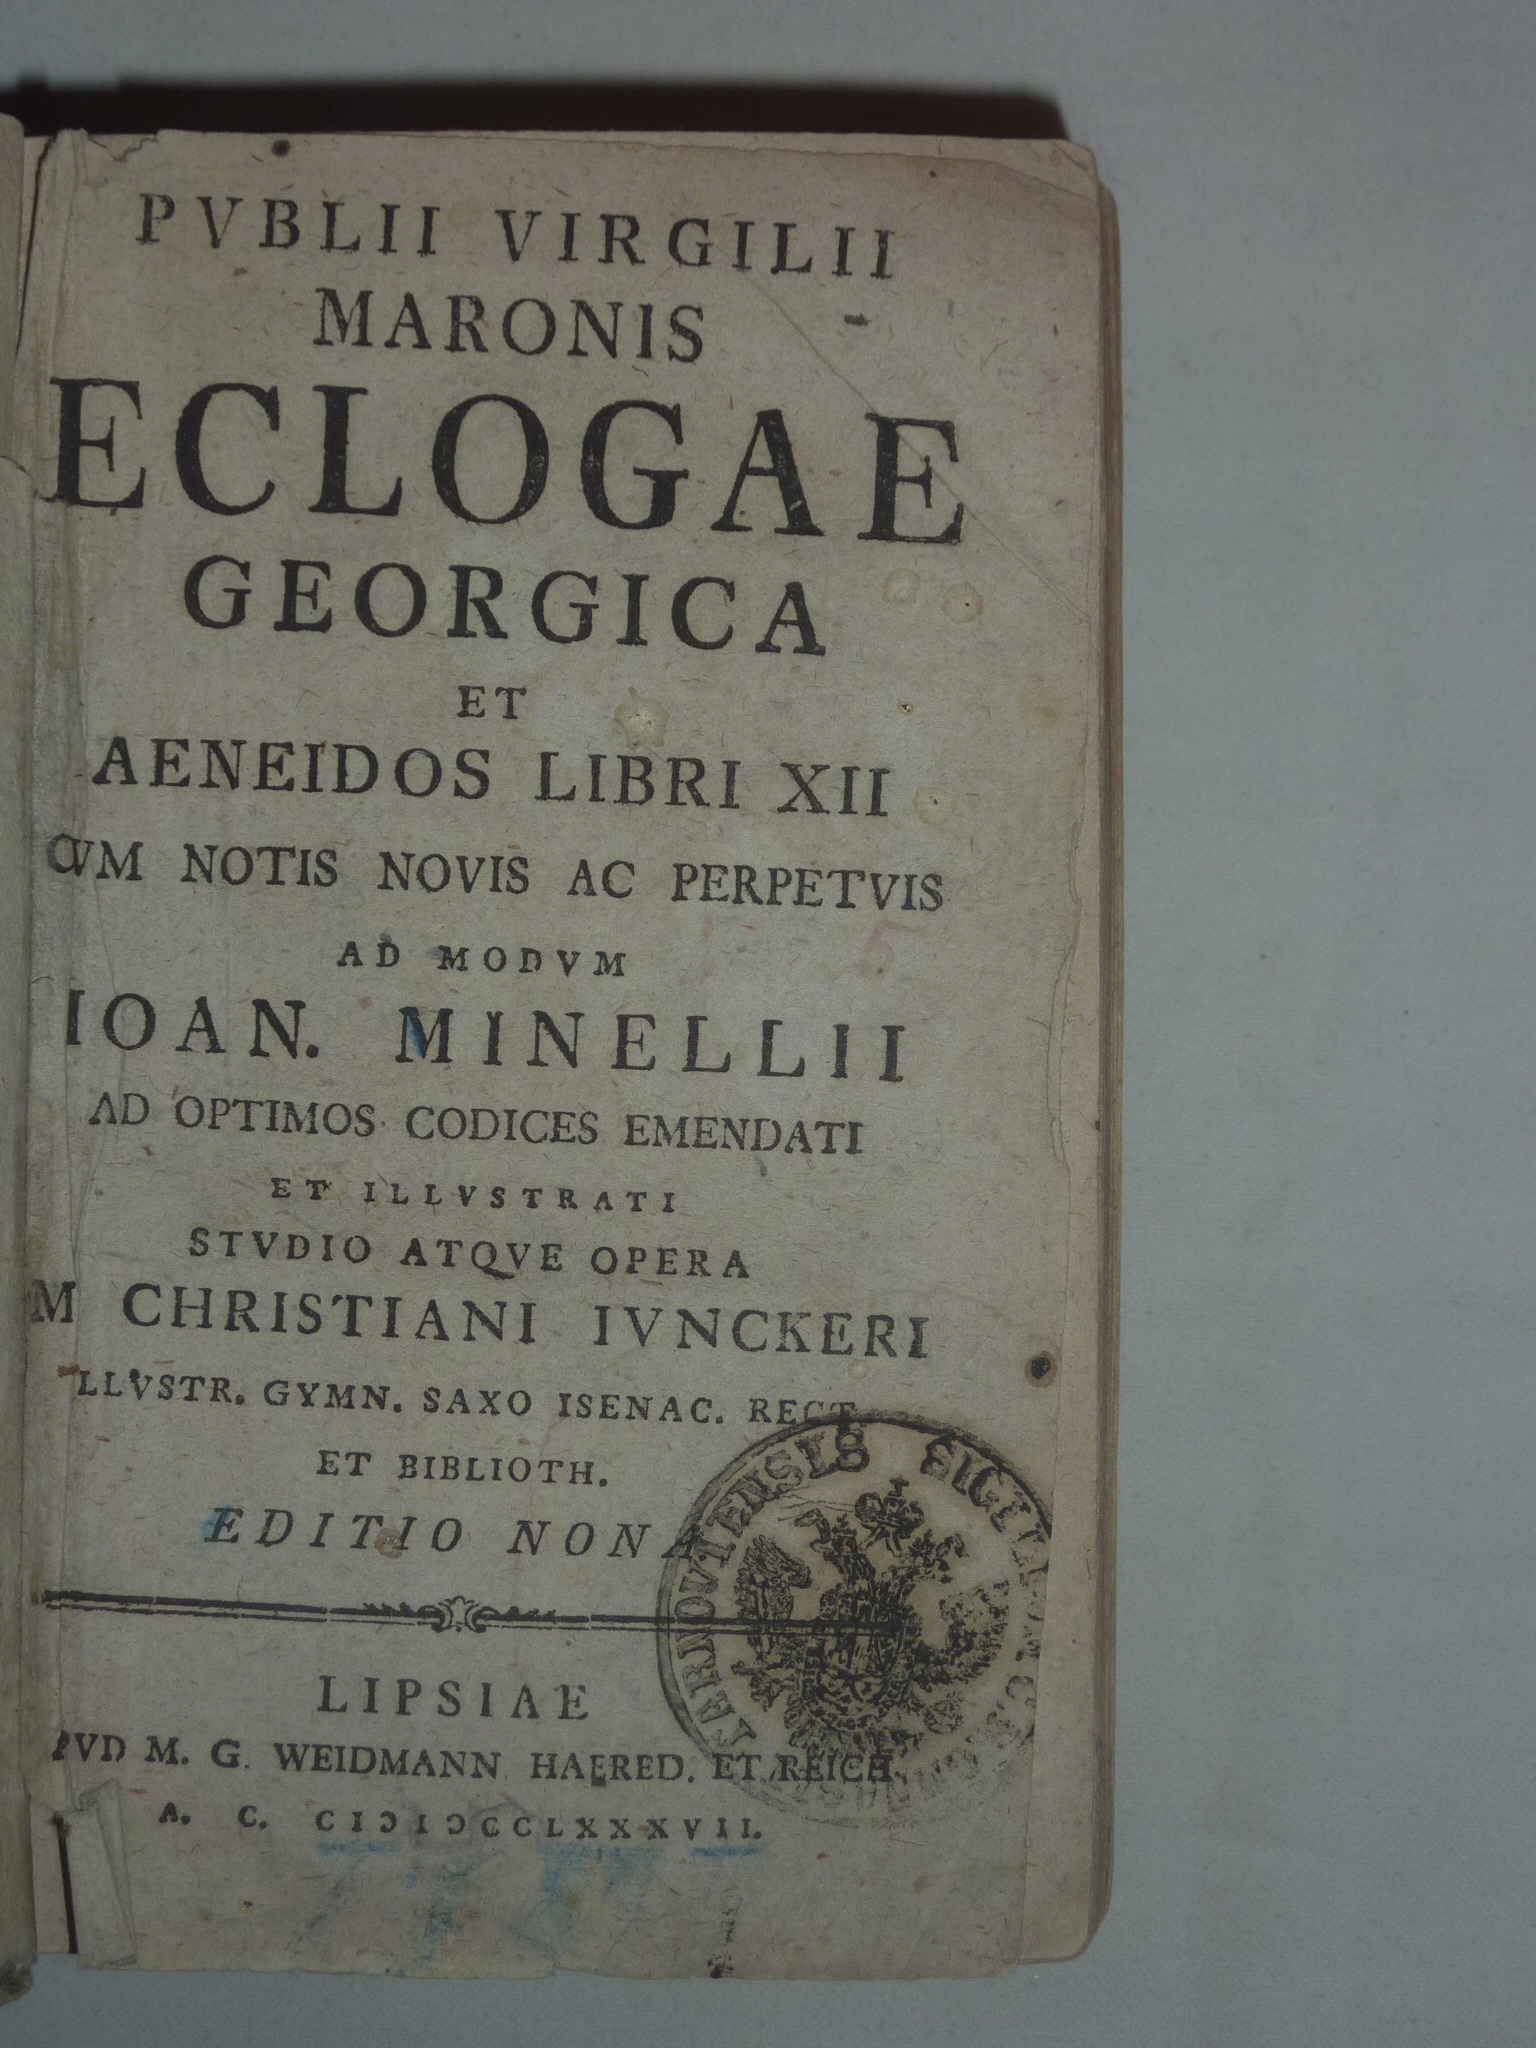 PVBLII VIRGILII
MARONIS
ECLOGAE
GEORGICA
ET
AENEIDOS LIBRI XII
CVM NOTIS NOVIS AC PERPETVIS
AD MODVM
IOAN. MINELLII
AD OPTIMOS CODICES EMENDATI
ET ILLVSTRATI
STVDIO ATQVE OPERA
M CHRISTIANI IVNCKERI
LLVSTR. GYMN. SAXO ISENAC. RECT.
ET BIBLIOTH.
EDITIO NONA
LIPSIAE
PVD M. G. WEIDMANN HAERED. ET REICH.
A. C. CIƆIƆCCLXXXVII.